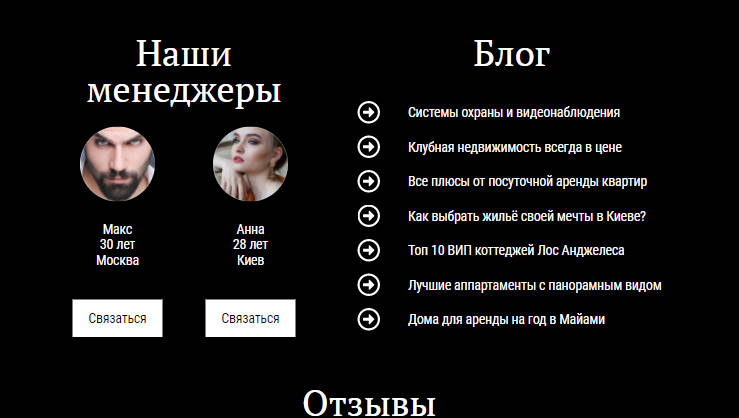 Наши
менеджеры
Макс
30 лет
Москва
Связаться
Анна
28 лет
Киев
Связаться
Блог
Системы охраны и видеонаблюдения
Клубная недвижимость всегда в цене
Все плюсы от посуточной аренды квартир
Как выбрать жильё своей мечты в Киеве?
Топ 10 ВИП коттеджей Лос Анджелеса
Лучшие аппартаменты с панорамным видом
Дома для аренды на год в Майами
Отзывы